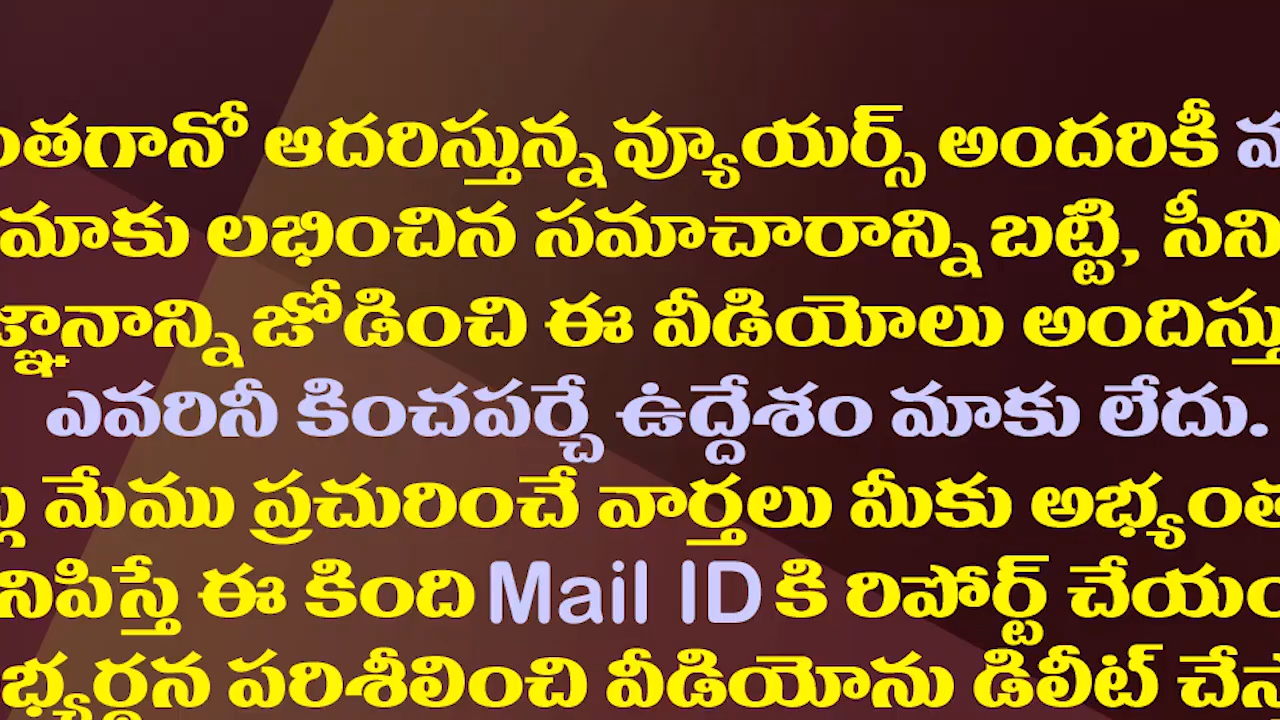 ంతగానో ఆదరిస్తున్న వ్యూయర్స్ అందరికీ
మాకు లభించిన సమాచారాన్ని బట్టి, సీని
జ్ఞానాన్ని జోడించి ఈ వీడియోలు అందిస్తు
ఎవరినీ కించపర్చే ఉద్దేశం మాకు లేదు.
మేము ప్రచురించే వార్తలు మీకు అభ్యంత
నిపిస్తే ఈ కింది Mail ID కి రిపోర్ట్ చేయం
భ్యర్థన పరిశీలించి వీడియోను డిలీట్ చేస